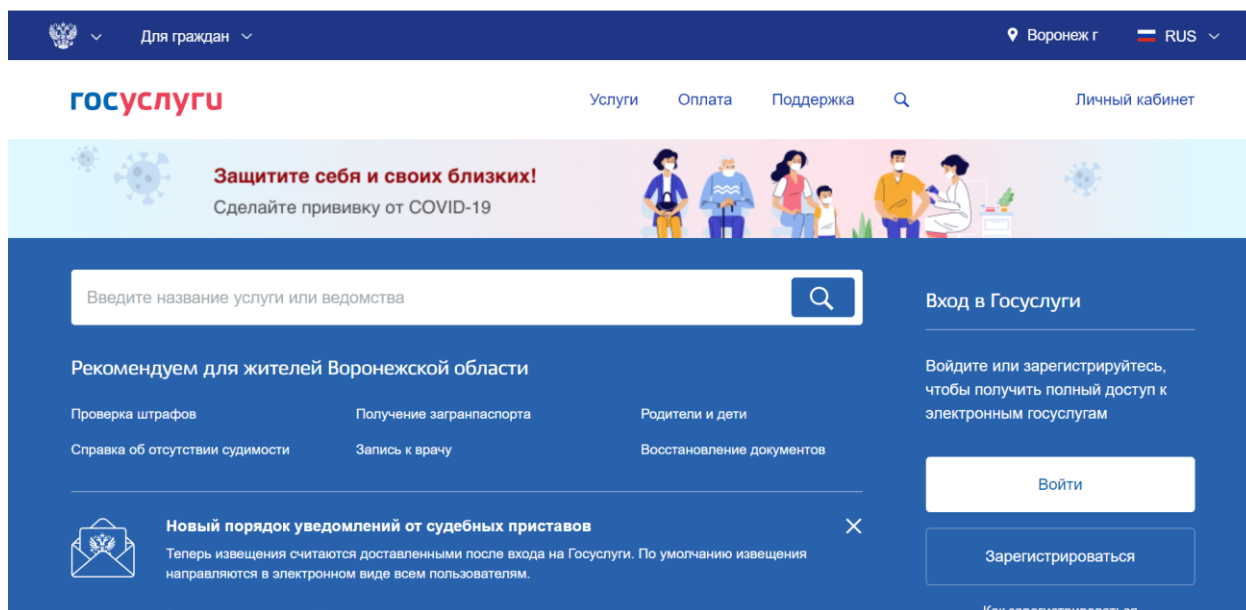 Для граждан
Воронеж г
RUS
госуслуги
Услуги
Оплата
Поддержка
Личный кабинет
Защитите себя и своих близких!
Сделайте прививку от COVID-19
Введите название услуги или ведомства
Рекомендуем для жителей Воронежской области
Проверка штрафов
Получение загранпаспорта
Родители и дети
Справка об отсутствии судимости
Запись к врачу
Восстановление документов
Новый порядок уведомлений от судебных приставов
Теперь извещения считаются доставленными после входа на Госуслуги. По умолчанию извещения
направляются в электронном виде всем пользователям.
Вход в Госуслуги
Войдите или зарегистрируйтесь,
чтобы получить полный доступ к
электронным госуслугам
Войти
Зарегистрироваться
Как зарегистрироваться